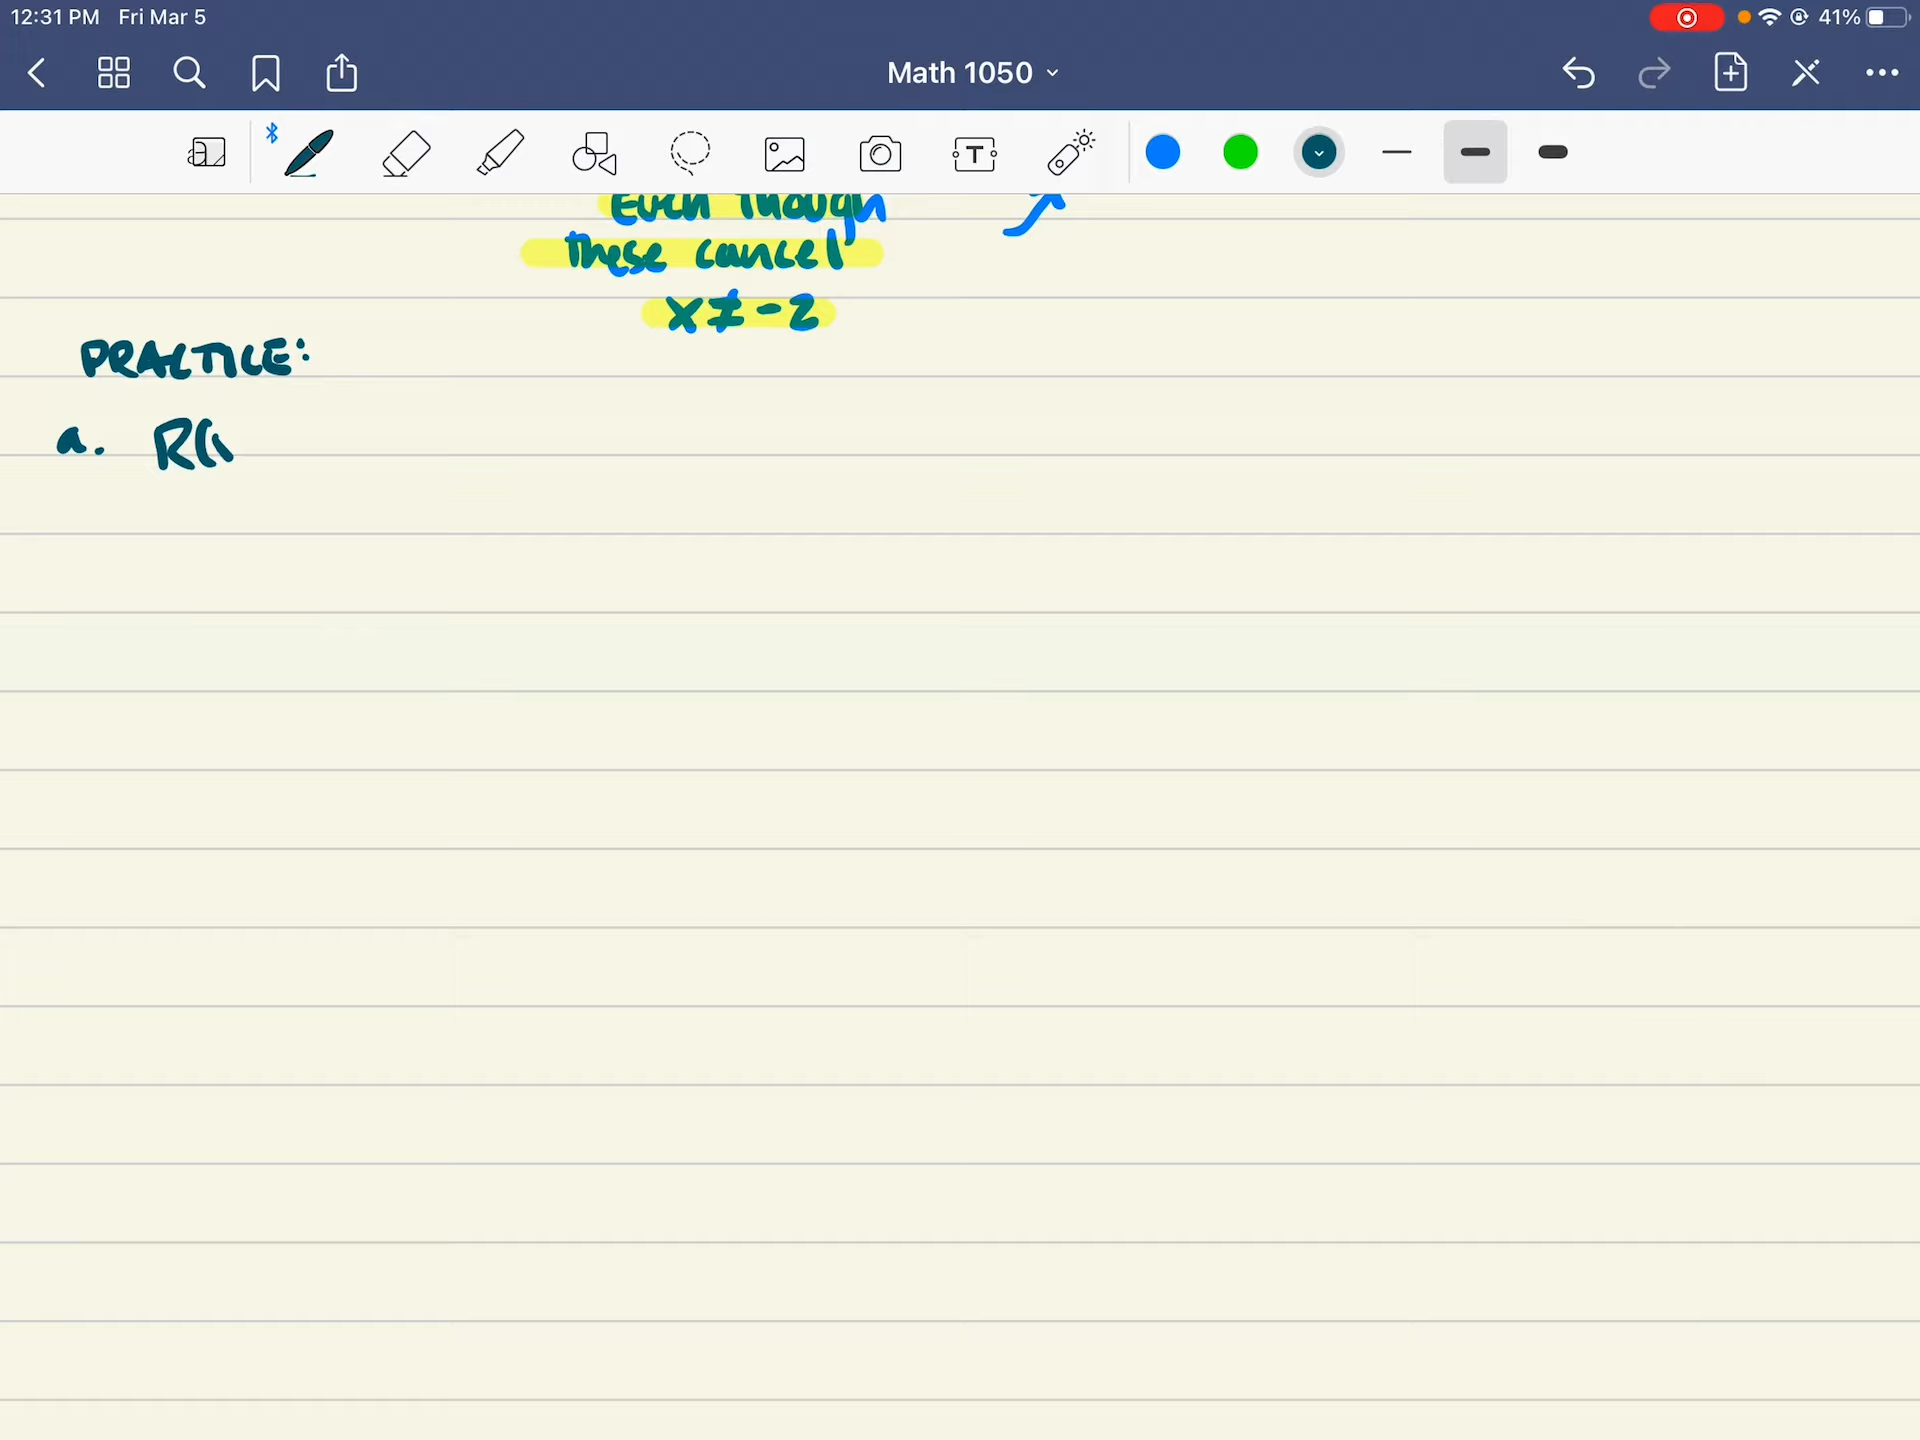 12:31 PM Fri Mar 5
41%
Math 1050
T
Even though
these cancel
x≠-2
PRACTICE:
a. R(